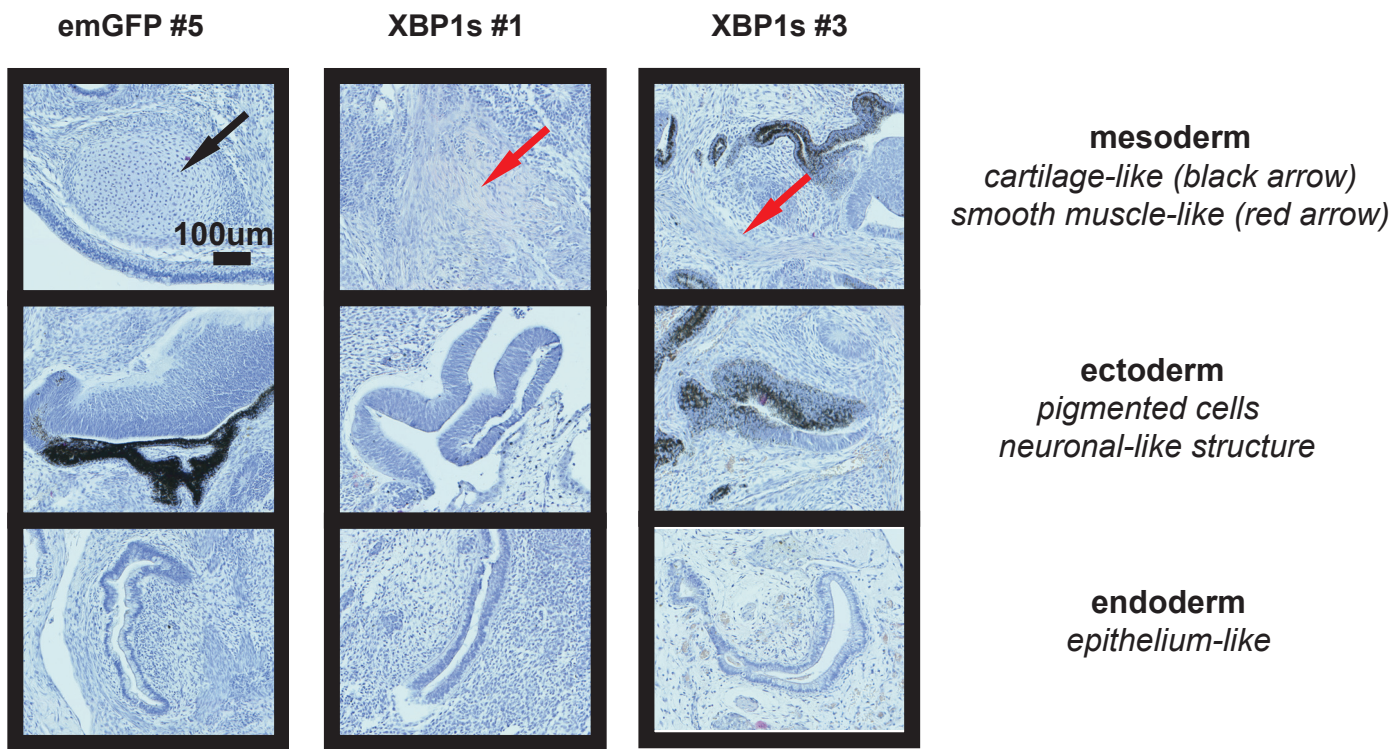 emGFP #5
XBP1s #1
XBP1s #3
100um
mesoderm
cartilage-like (black arrow)
smooth muscle-like (red arrow)
ectoderm
pigmented cells
neuronal-like structure
endoderm
epithelium-like